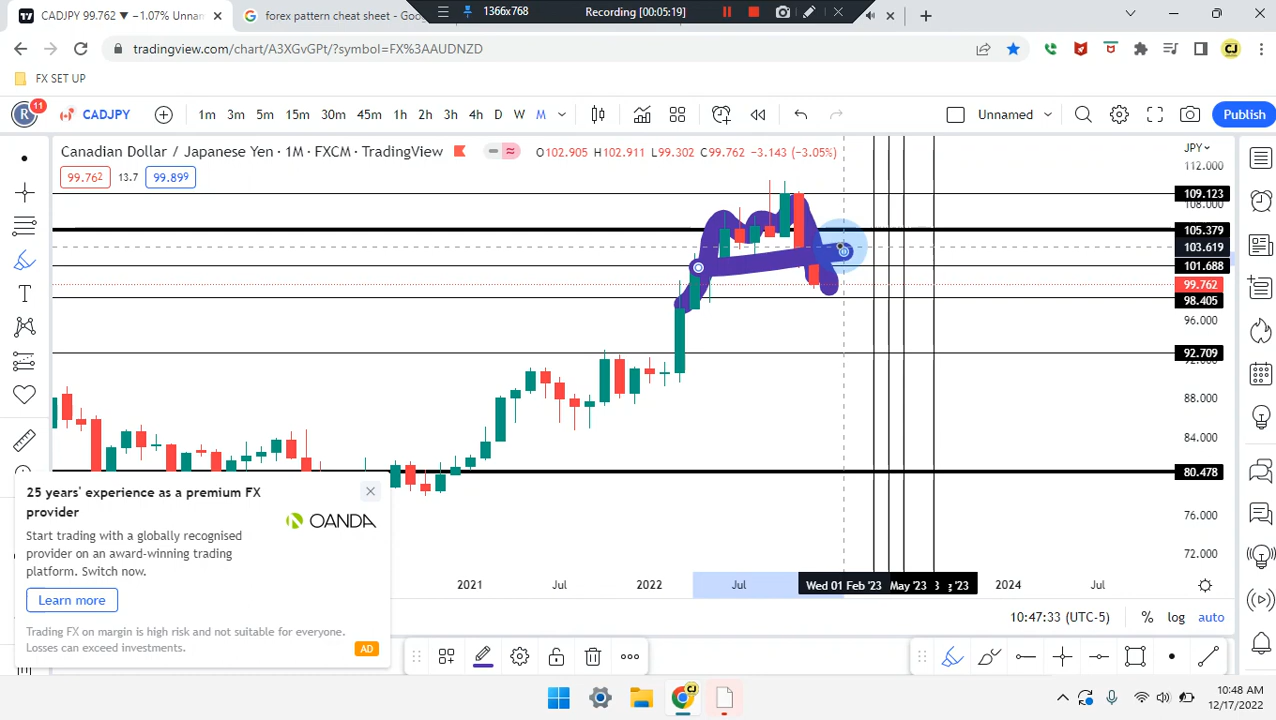 CADJPY 99.762 ▼ −1.07% Unnamed
forex pattern cheat sheet - Goo
1366x768
Recording [00:05:19]
tradingview.com/chart/A3XGvGPt/?symbol=FX%3AAUDNZD
FX SET UP
R
11
CADJPY
1m
3m
5m
15m
30m
45m
1h
2h
3h
4h
D
W
M
Unnamed
Publish
Canadian Dollar / Japanese Yen · 1M · FXCM · TradingView
O102.905 H102.911 L99.302 C99.762 −3.143 (−3.05%)
JPY
99.762
13.7
99.899
112.000
109.123
108.000
105.379
103.619
101.688
99.762
98.405
96.000
92.709
88.000
84.000
80.478
76.000
72.000
25 years' experience as a premium FX
provider
OANDA
Start trading with a globally recognised
provider on an award-winning trading
platform. Switch now.
Learn more
Trading FX on margin is high risk and not suitable for everyone.
Losses can exceed investments.
AD
2021
Jul
2022
Jul
Wed 01 Feb '23
May '23
'23
2024
Jul
10:47:33 (UTC-5)
%
log
auto
CJ
10:48 AM
12/17/2022